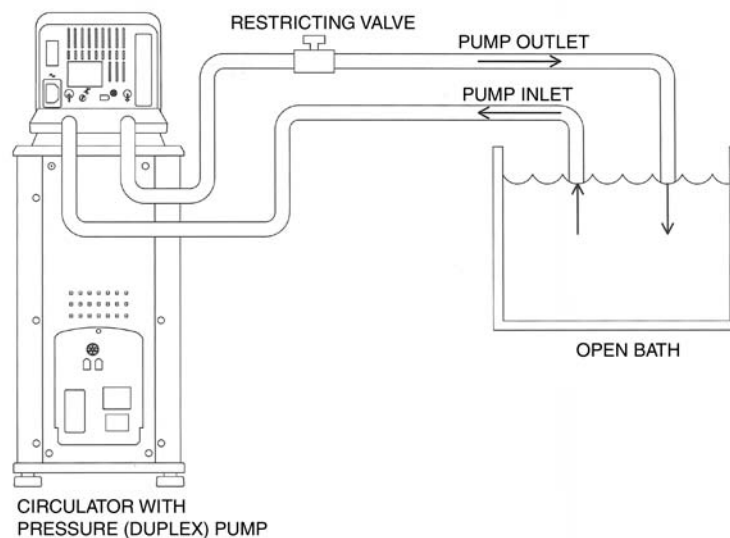 RESTRICTING VALVE
PUMP OUTLET
PUMP INLET
OPEN BATH
CIRCULATOR WITH
PRESSURE (DUPLEX) PUMP